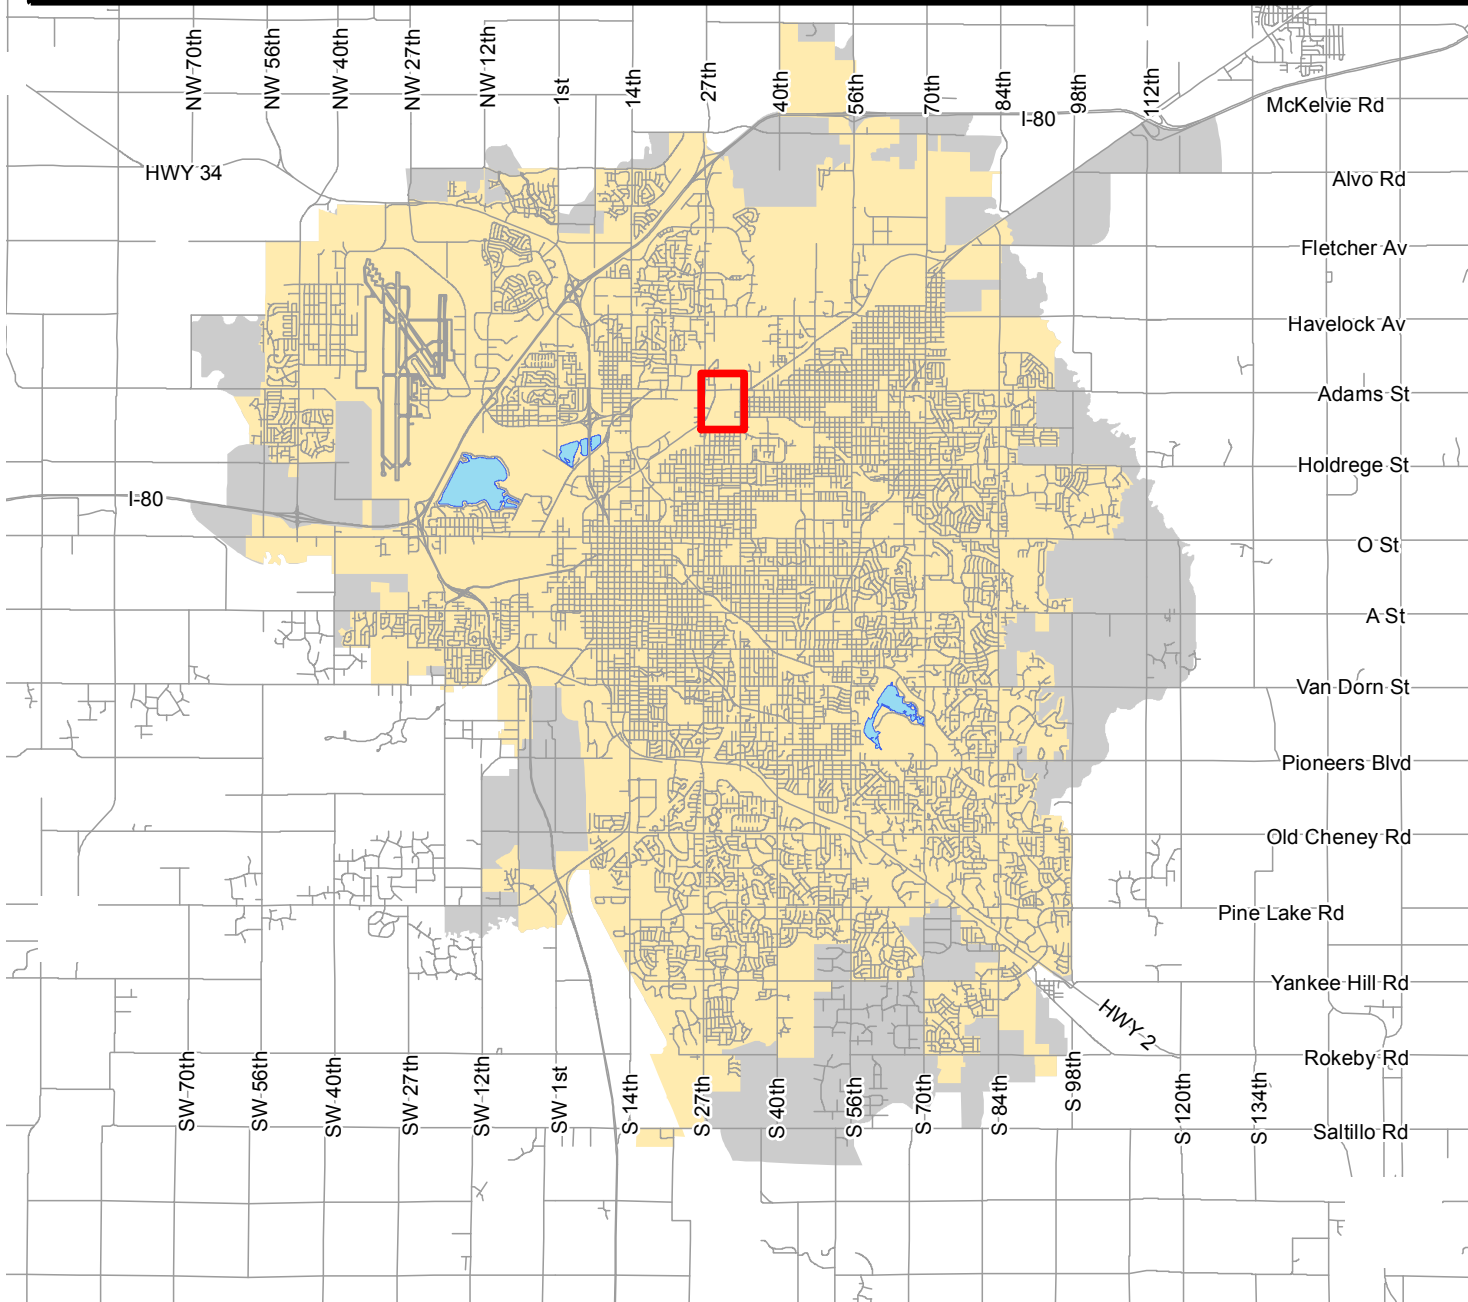 NW 70th
NW 56th
NW 40th
NW 27th
NW 12th
1st
14th
27th
40th
56th
70th
84th
98th
112th
I-80
McKelvie Rd
HWY 34
Alvo Rd
Fletcher Av
Havelock Av
Adams St
Holdrege St
I-80
O St
A St
Van Dorn St
Pioneers Blvd
Old Cheney Rd
Pine Lake Rd
Yankee Hill Rd
HWY 2
Rokeby Rd
SW 70th
SW 56th
SW 40th
SW 27th
SW 12th
SW 1st
S 14th
S 27th
S 40th
S 56th
S 70th
S 84th
S 98th
S 120th
S 134th
Saltillo Rd